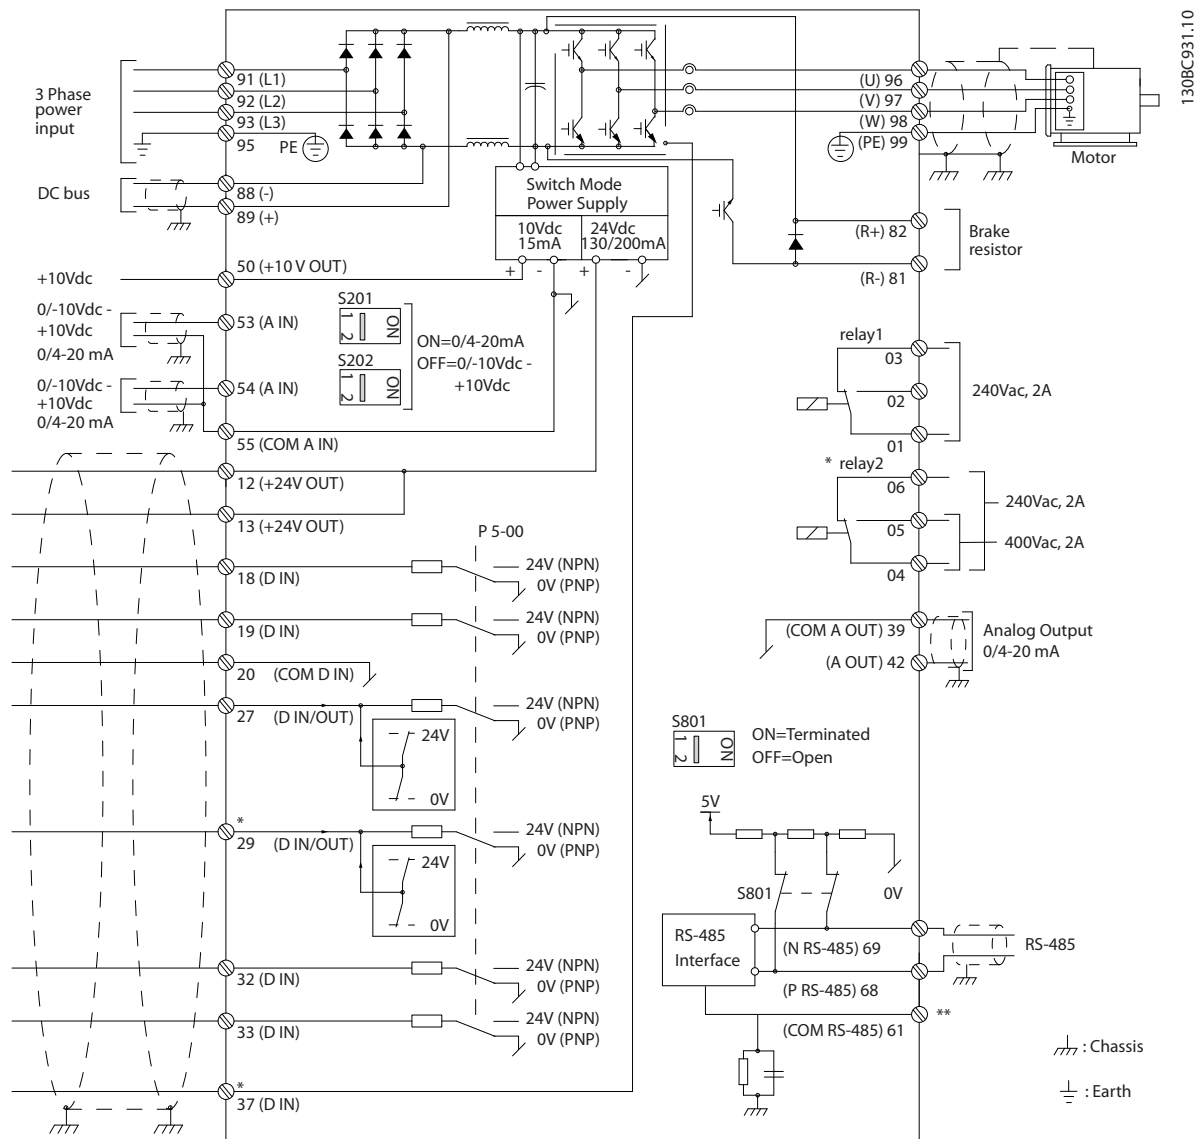 130BC931.10
3 Phase
power
input
91 (L1)
92 (L2)
93 (L3)
95
PE
DC bus
88 (-)
89 (+)
+10Vdc
50 (+10 V OUT)
0/-10Vdc -
+10Vdc
0/4-20 mA
53 (A IN)
0/-10Vdc -
+10Vdc
0/4-20 mA
54 (A IN)
55 (COM A IN)
12 (+24V OUT)
13 (+24V OUT)
18 (D IN)
19 (D IN)
20 (COM D IN)
27 (D IN/OUT)
24V
0V
*
29 (D IN/OUT)
24V
0V
32 (D IN)
33 (D IN)
*
37 (D IN)
Switch Mode
Power Supply
10Vdc
15mA
24Vdc
130/200mA
+ - + -
S201
1 2 ON
S202
1 2 ON
ON=0/4-20mA
OFF=0/-10Vdc -
+10Vdc
P 5-00
24V (NPN)
0V (PNP)
24V (NPN)
0V (PNP)
24V (NPN)
0V (PNP)
24V (NPN)
0V (PNP)
24V (NPN)
0V (PNP)
24V (NPN)
0V (PNP)
(U) 96
(V) 97
(W) 98
(PE) 99
Motor
(R+) 82
(R-) 81
Brake
resistor
relay1
03
02
01
240Vac, 2A
* relay2
06
05
04
240Vac, 2A
400Vac, 2A
(COM A OUT) 39
(A OUT) 42
Analog Output
0/4-20 mA
S801
1 2 ON
ON=Terminated
OFF=Open
5V
S801
0V
RS-485
Interface
(N RS-485) 69
(P RS-485) 68
(COM RS-485) 61
RS-485
**
: Chassis
: Earth